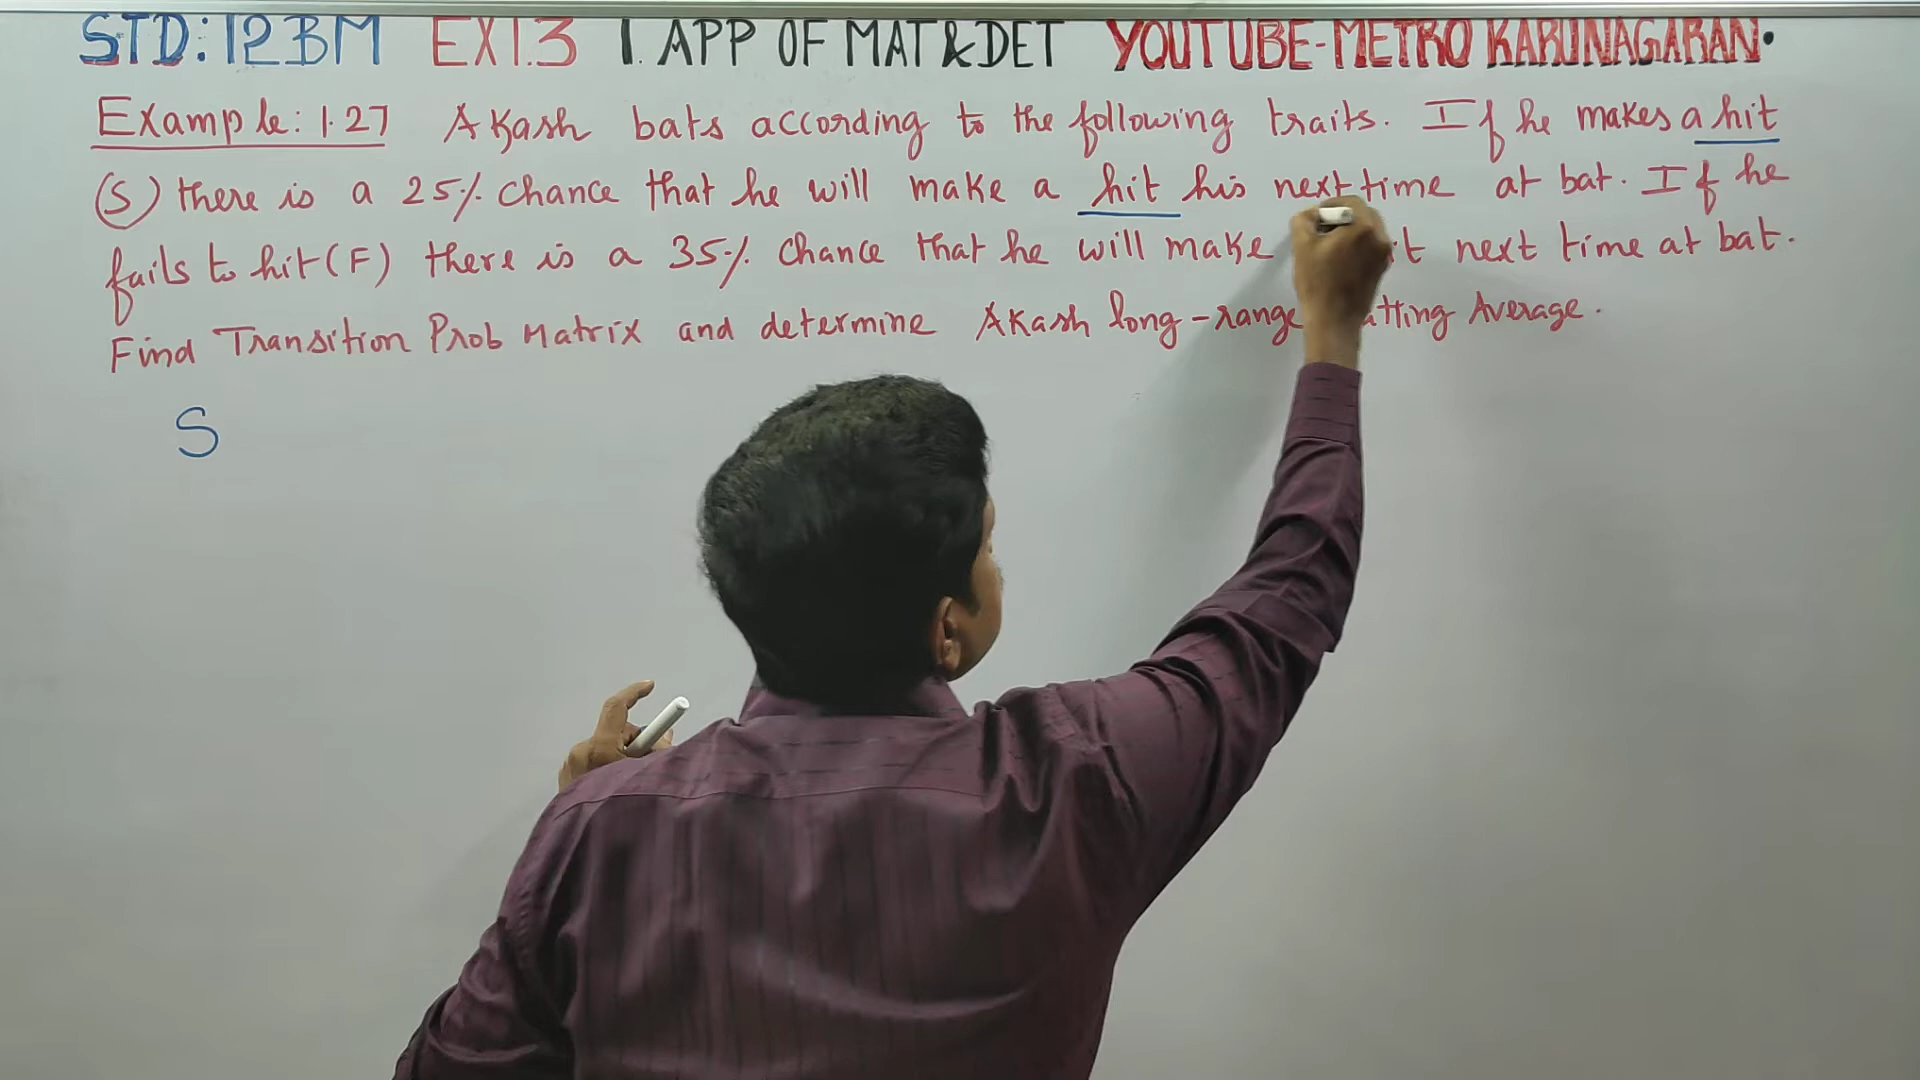 STD: 12BM EX1.3 1. APP OF MAT & DET YOUTUBE-METRO KARUNAGARAN.
Example: 1.27 Akash bats according to the following traits. If he makes a hit
(S) there is a 25% chance that he will make a hit his next time at bat. If he
fails to hit (F) there is a 35% chance that he will make next time at bat.
Find Transition Prob Matrix and determine Akash long-range Average.
S